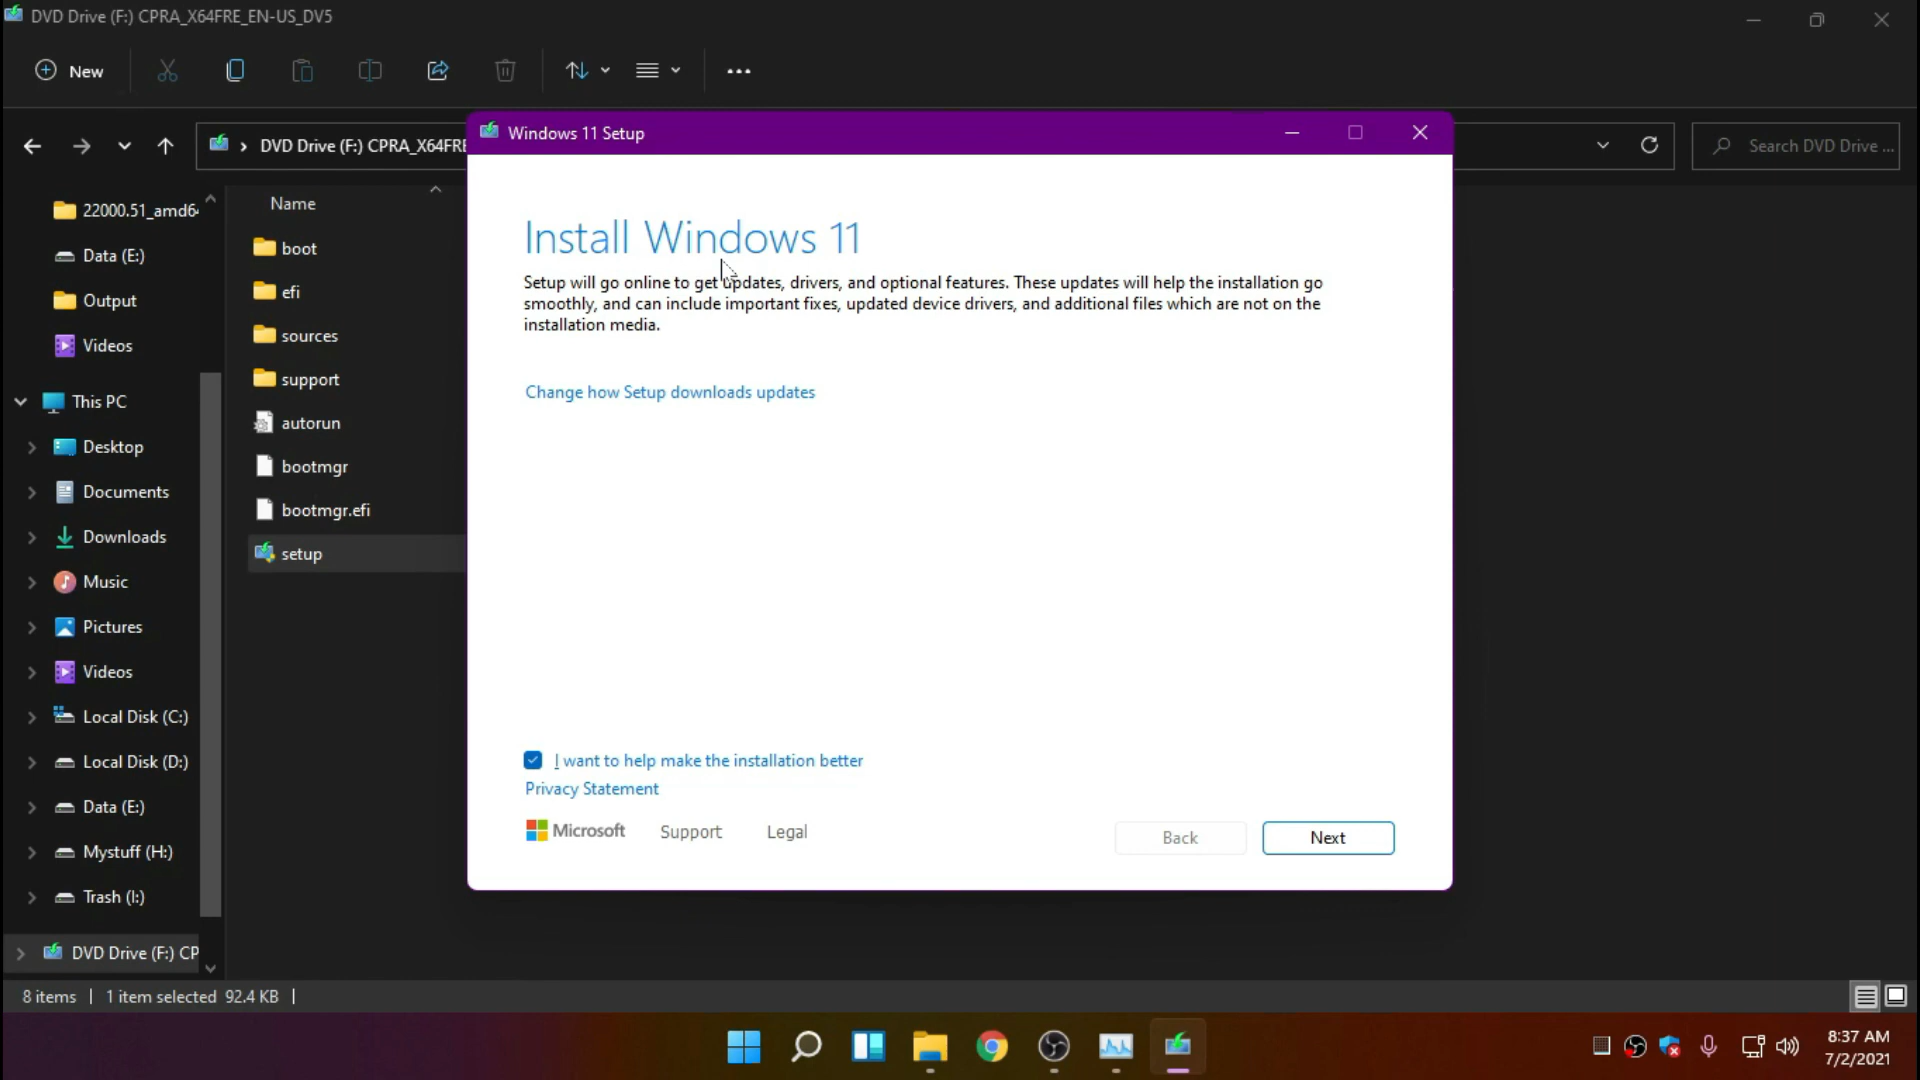 DVD Drive (F:) CPRA_X64FRE_EN-US_DV5
New
DVD Drive (F:) CPRA_X64FRE
Search DVD Drive ...
22000.51_amd64
Data (E:)
Output
Videos
This PC
Desktop
Documents
Downloads
Music
Pictures
Videos
Local Disk (C:)
Local Disk (D:)
Data (E:)
Mystuff (H:)
Trash (I:)
DVD Drive (F:) CP
Name
boot
efi
sources
support
autorun
bootmgr
bootmgr.efi
setup
Windows 11 Setup
Install Windows 11
Setup will go online to get updates, drivers, and optional features. These updates will help the installation go
smoothly, and can include important fixes, updated device drivers, and additional files which are not on the
installation media.
Change how Setup downloads updates
I want to help make the installation better
Privacy Statement
Microsoft Support Legal
Back Next
8 items 1 item selected 92.4 KB
8:37 AM
7/2/2021